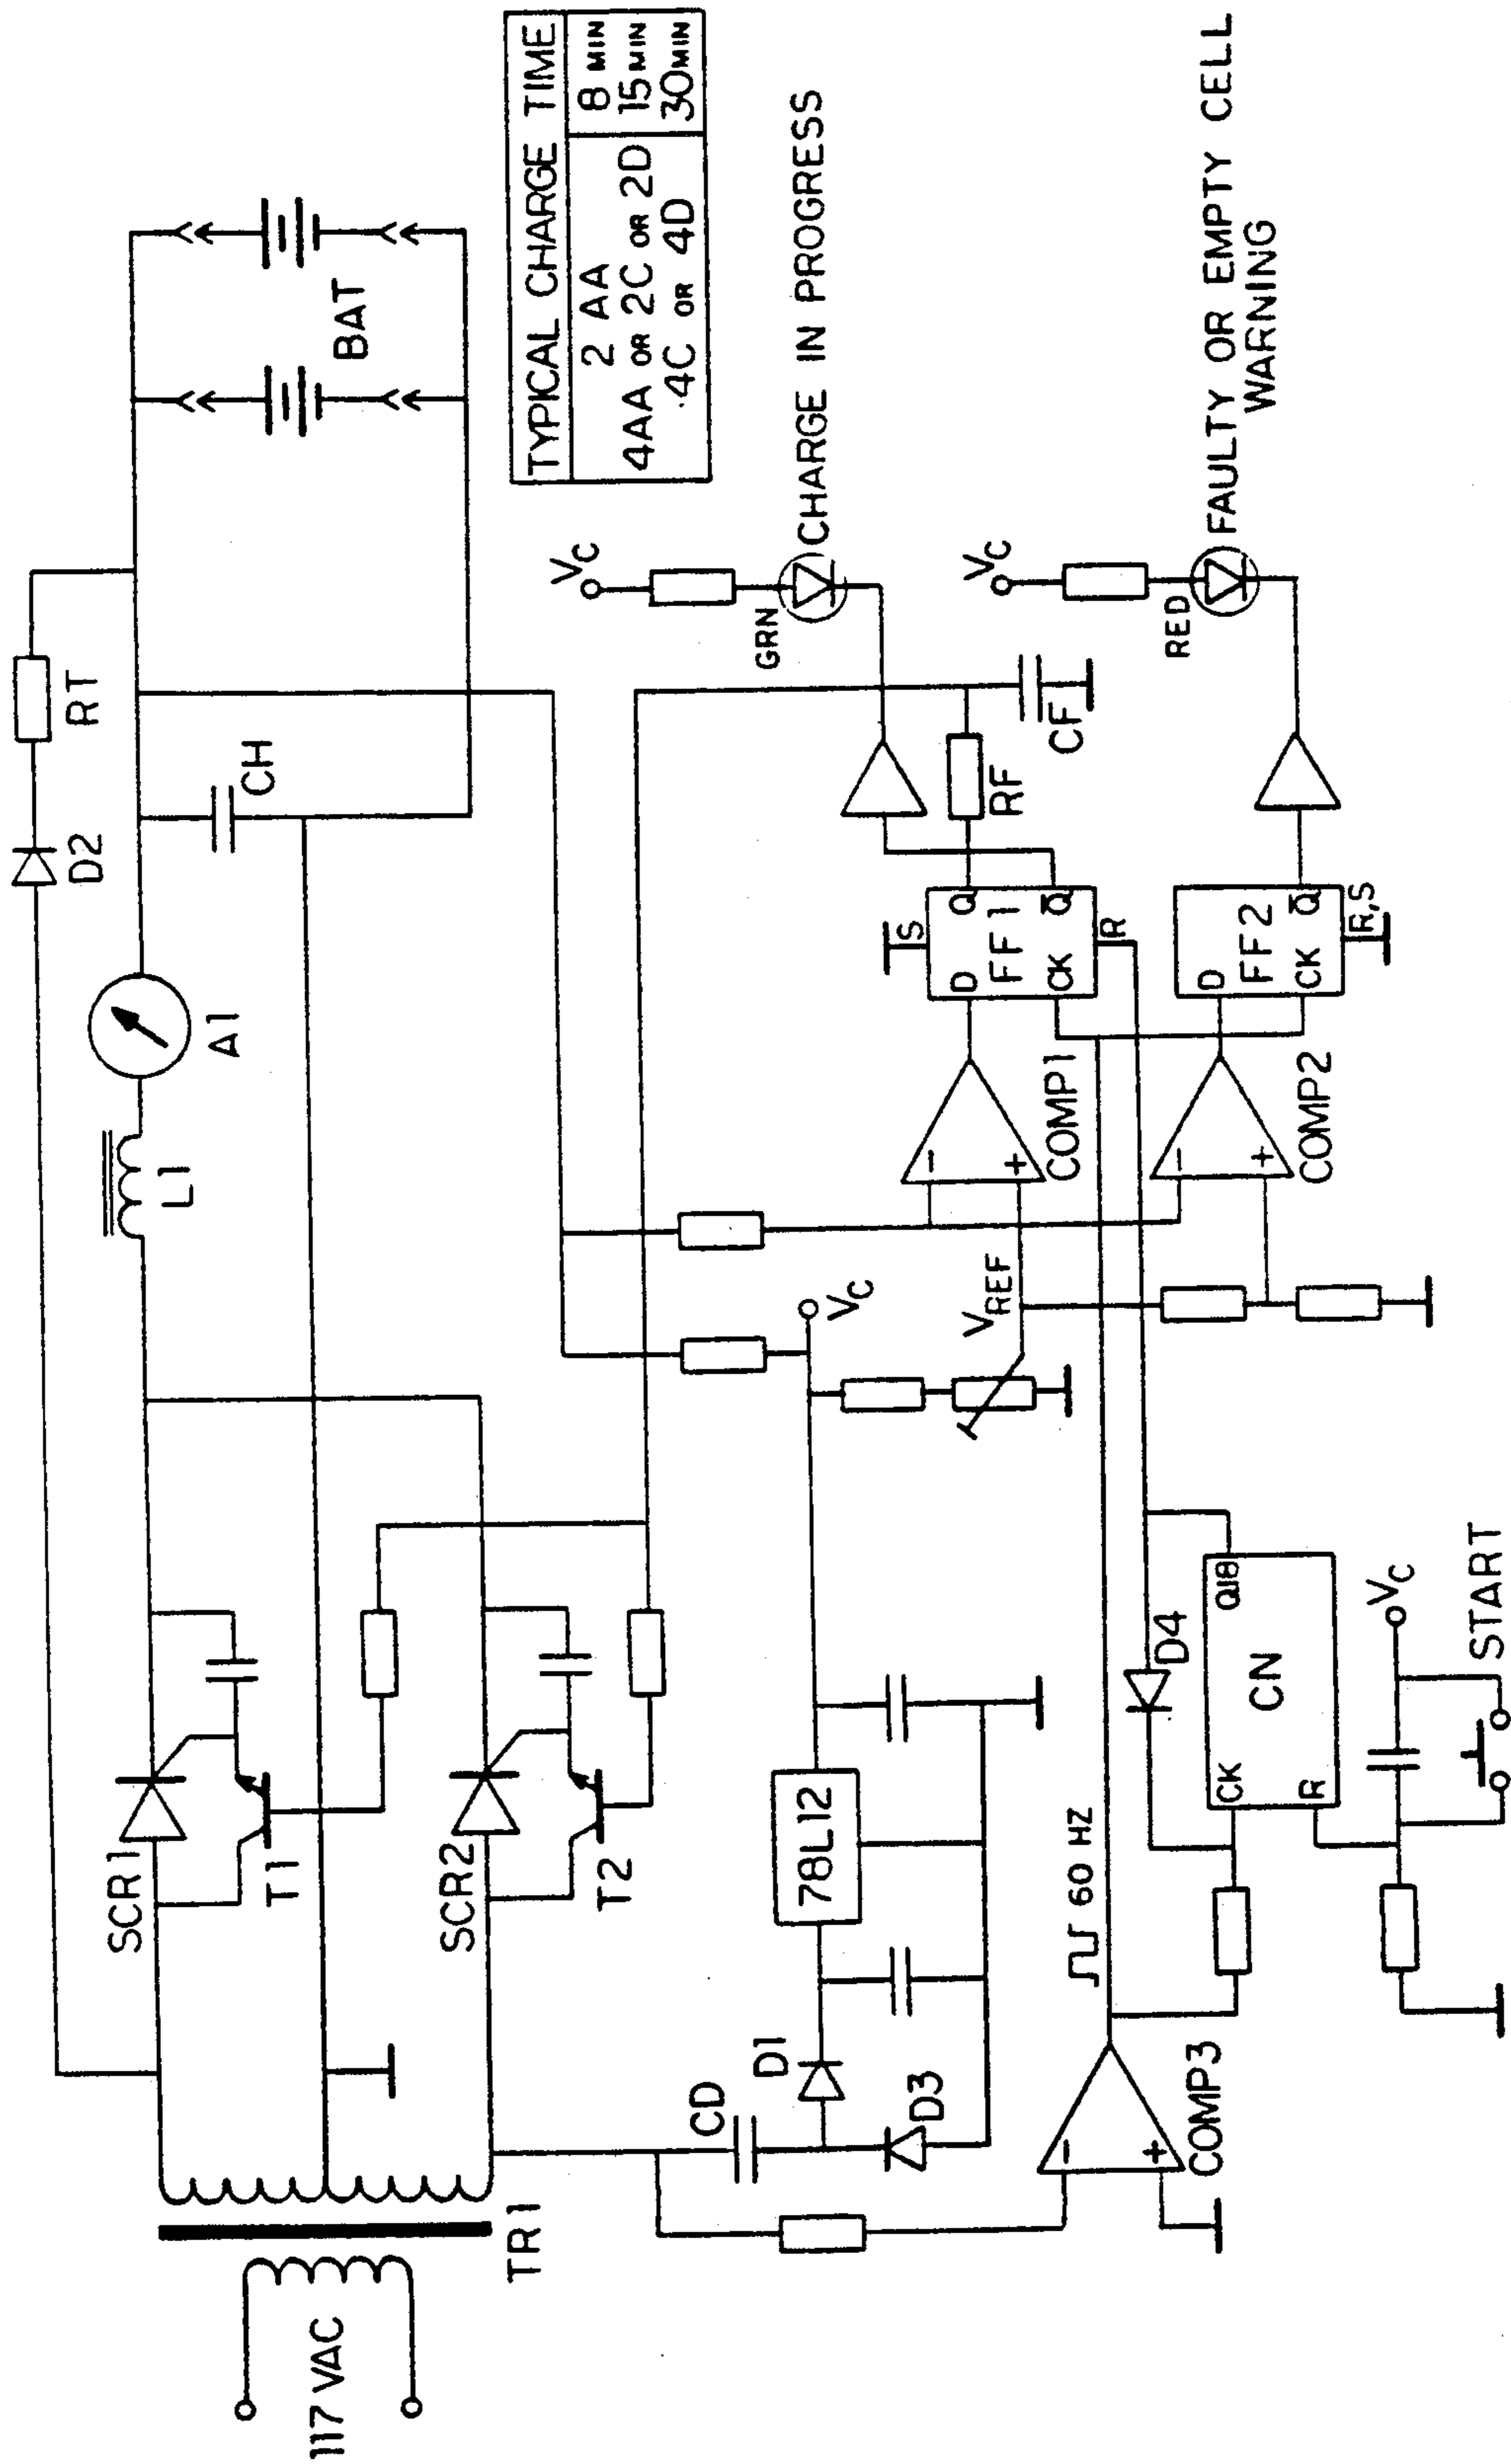 117 VAC
TR1
SCR1
T1
SCR2
T2
L1
A1
D2
RT
CH
BAT
TYPICAL CHARGE TIME
2 AA 8 MIN
4AA OR 2C OR 2D 15 MIN
4C OR 4D 30 MIN
CD
D1
D3
78L12
VC
VREF
COMP1
-
+
S
D
Q
FF1
CK
Q̅
R
RF
CF
VC
GRN
CHARGE IN PROGRESS
COMP2
-
+
D
FF2
CK
Q̅
R,S
VC
RED
FAULTY OR EMPTY CELL
WARNING
COMP3
-
+
60 HZ
D4
CK
Q18
CN
R
VC
START